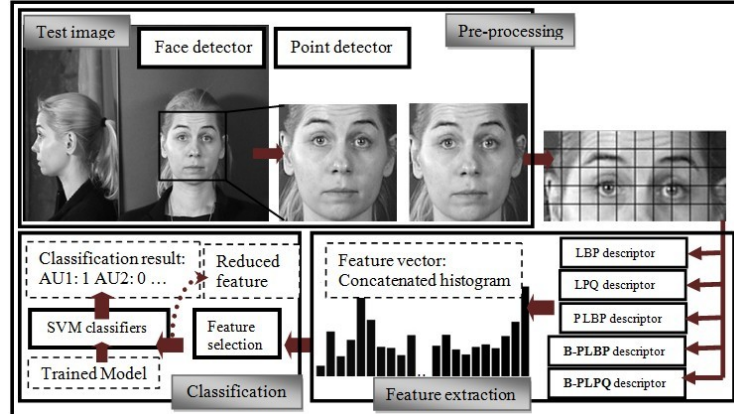 Test image
Face detector
Point detector
Pre-processing
LBP descriptor
LPQ descriptor
PLBP descriptor
B-PLBP descriptor
B-PLPQ descriptor
Feature vector:
Concatenated histogram
..
Feature extraction
Feature
selection
Reduced
feature
Classification result:
AU1: 1 AU2: 0 ...
SVM classifiers
Trained Model
Classification